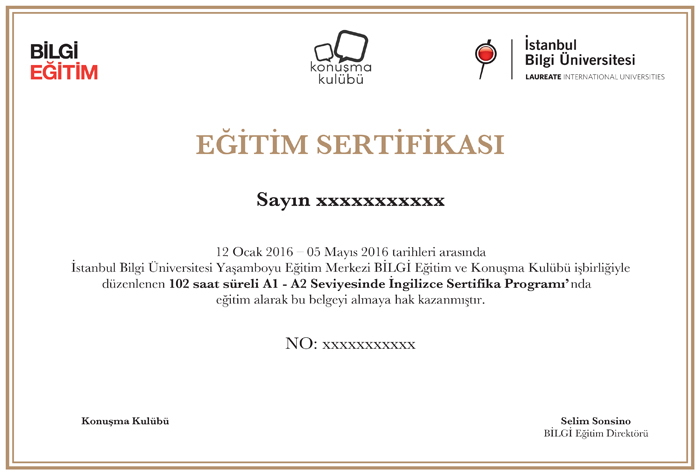 BİLGİ
EĞİTİM
konuşma
kulübü
İstanbul
Bilgi Üniversitesi
LAUREATE INTERNATIONAL UNIVERSITIES
EĞİTİM SERTİFİKASI
Sayın xxxxxxxxxxx
12 Ocak 2016 – 05 Mayıs 2016 tarihleri arasında
İstanbul Bilgi Üniversitesi Yaşamboyu Eğitim Merkezi BİLGİ Eğitim ve Konuşma Kulübü işbirliğiyle
düzenlenen 102 saat süreli A1 - A2 Seviyesinde İngilizce Sertifika Programı’nda
eğitim alarak bu belgeyi almaya hak kazanmıştır.
NO: xxxxxxxxxxx
Konuşma Kulübü
Selim Sonsino
BİLGİ Eğitim Direktörü